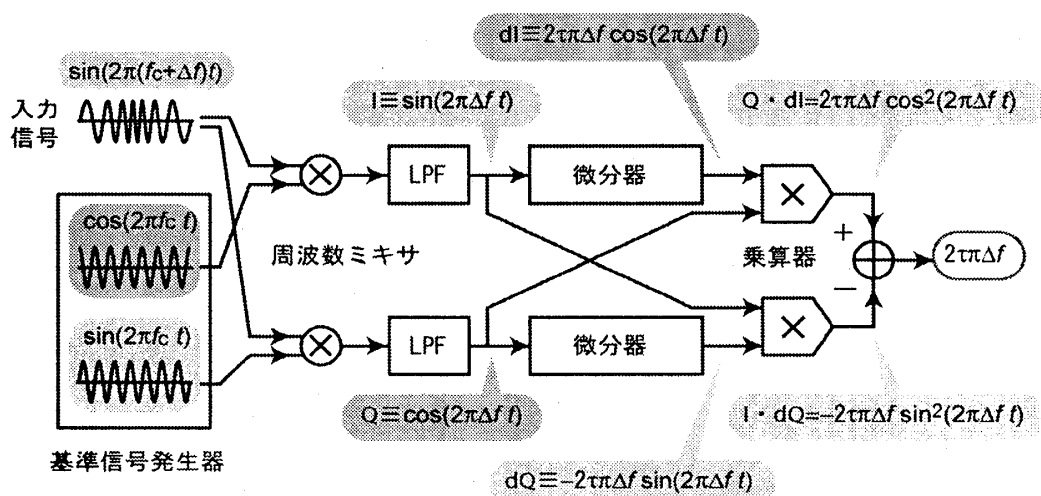 dI≡2τπΔf cos(2πΔf t)
sin(2π(fc+Δf)t)
入力
信号
I≡sin(2πΔf t)
Q・dI=2τπΔf cos²(2πΔf t)
LPF
微分器
×
cos(2πfc t)
周波数ミキサ
乗算器
+
2τπΔf
−
sin(2πfc t)
LPF
微分器
×
Q≡cos(2πΔf t)
I・dQ=−2τπΔf sin²(2πΔf t)
基準信号発生器
dQ≡−2τπΔf sin(2πΔf t)